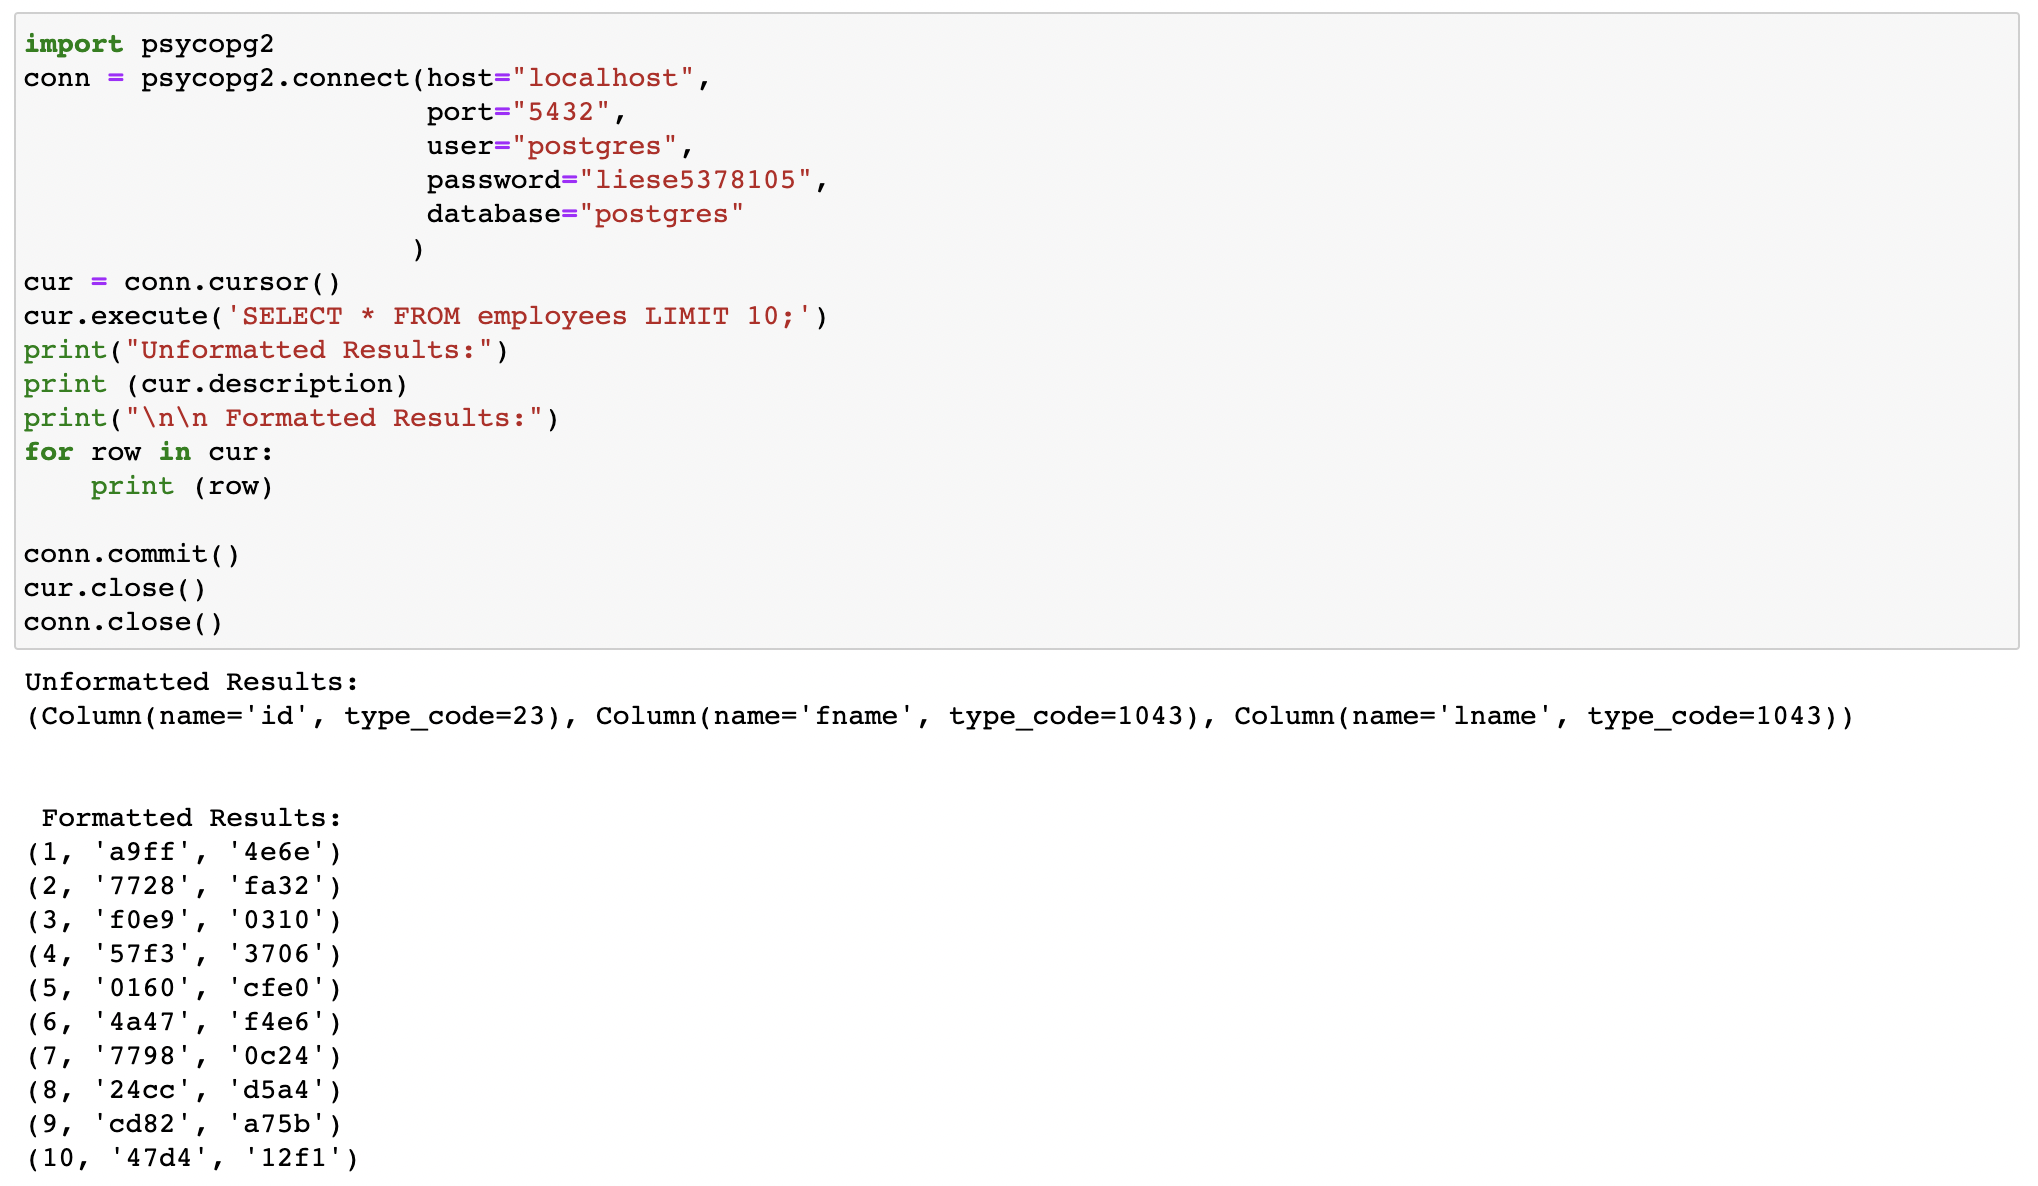 import psycopg2
conn = psycopg2.connect(host="localhost",
                        port="5432",
                        user="postgres",
                        password="liese5378105",
                        database="postgres"
                       )
cur = conn.cursor()
cur.execute('SELECT * FROM employees LIMIT 10;')
print("Unformatted Results:")
print (cur.description)
print("\n\n Formatted Results:")
for row in cur:
    print (row)

conn.commit()
cur.close()
conn.close()
Unformatted Results:
(Column(name='id', type_code=23), Column(name='fname', type_code=1043), Column(name='lname', type_code=1043))


 Formatted Results:
(1, 'a9ff', '4e6e')
(2, '7728', 'fa32')
(3, 'f0e9', '0310')
(4, '57f3', '3706')
(5, '0160', 'cfe0')
(6, '4a47', 'f4e6')
(7, '7798', '0c24')
(8, '24cc', 'd5a4')
(9, 'cd82', 'a75b')
(10, '47d4', '12f1')